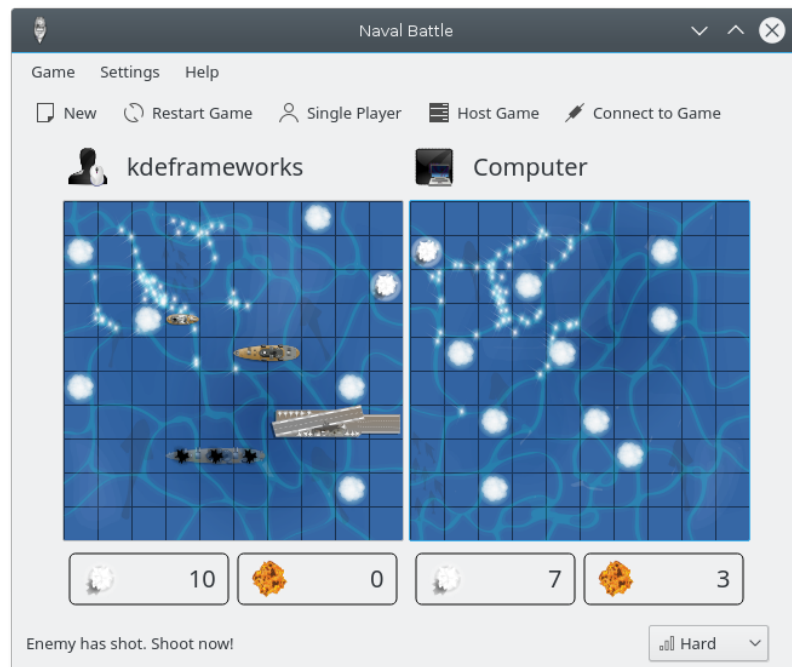 Naval Battle
Game Settings Help
New Restart Game Single Player Host Game Connect to Game
kdeframeworks Computer
10 0 7 3
Enemy has shot. Shoot now! Hard